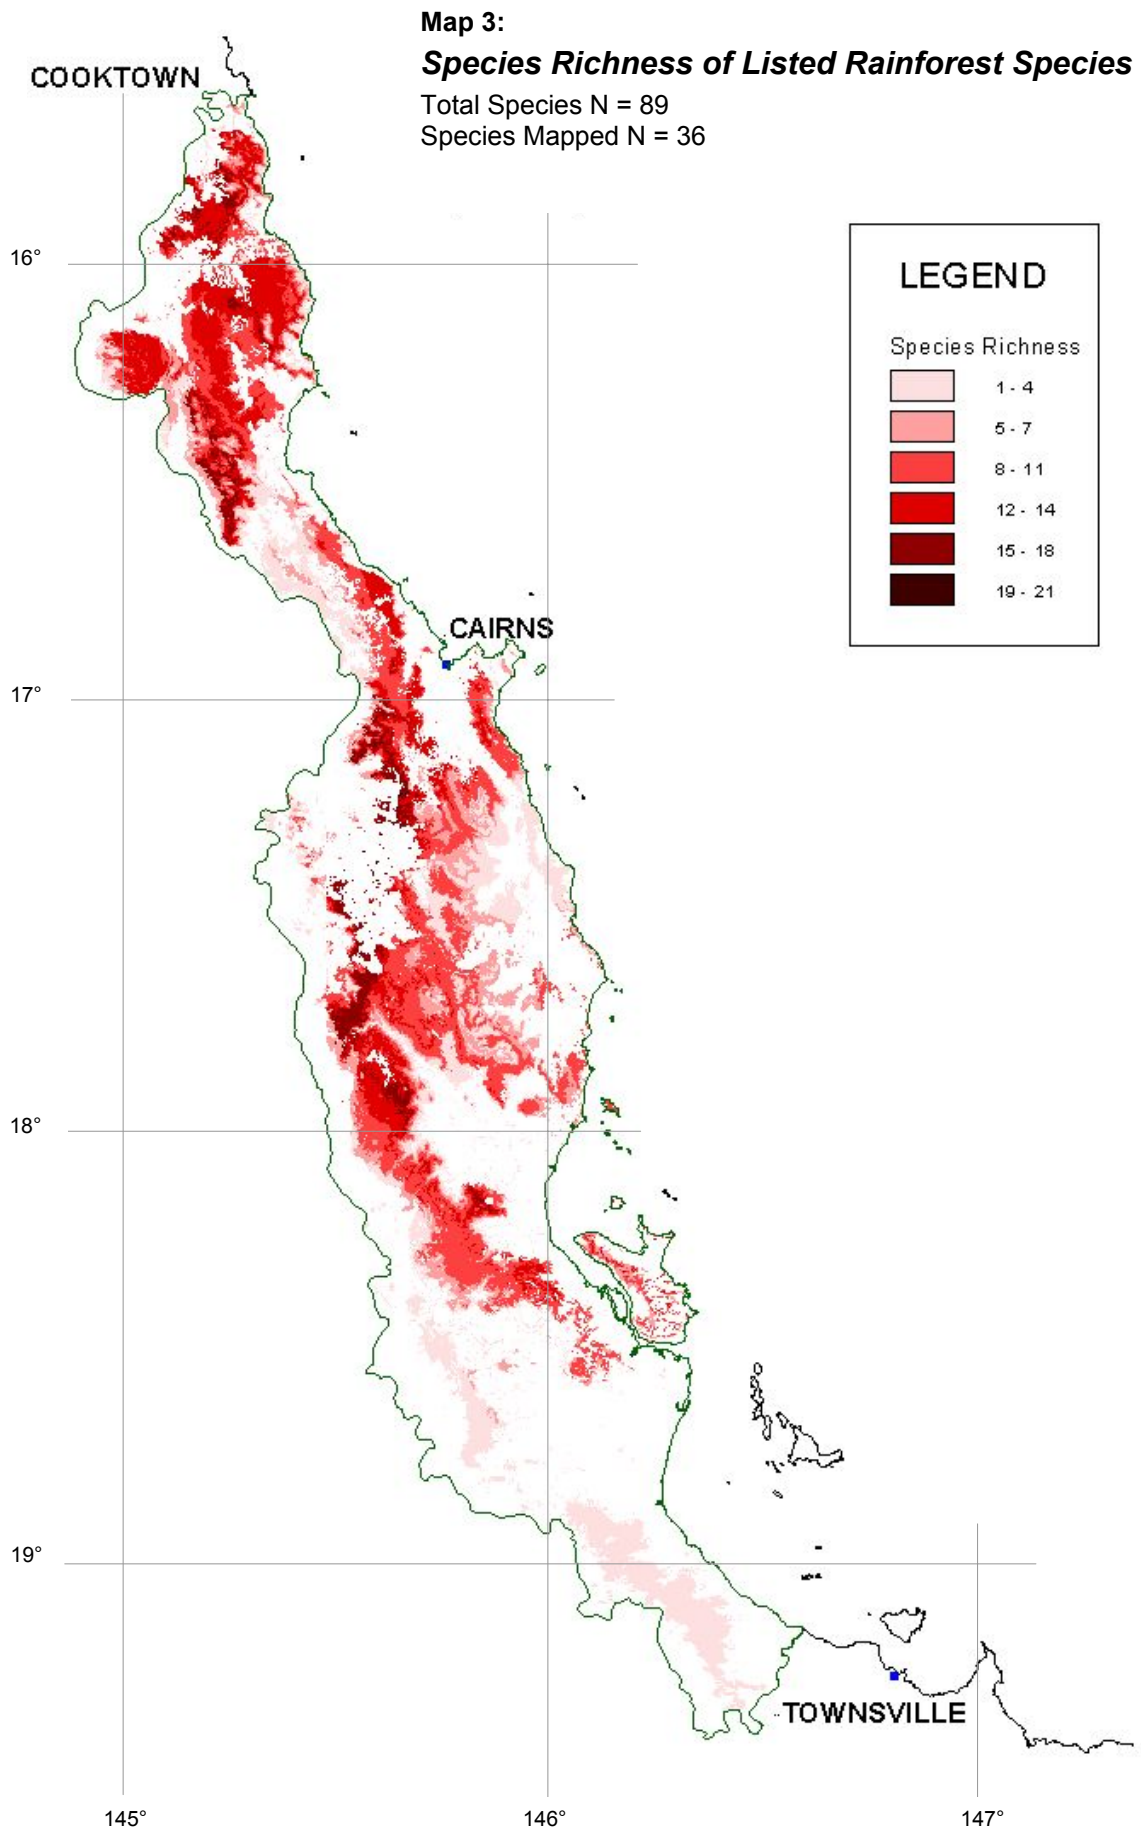 Map 3:
Species Richness of Listed Rainforest Species
Total Species N = 89
Species Mapped N = 36
COOKTOWN
16°
LEGEND
Species Richness
1 - 4
5 - 7
8 - 11
12 - 14
15 - 18
19 - 21
CAIRNS
17°
18°
19°
TOWNSVILLE
145°
146°
147°